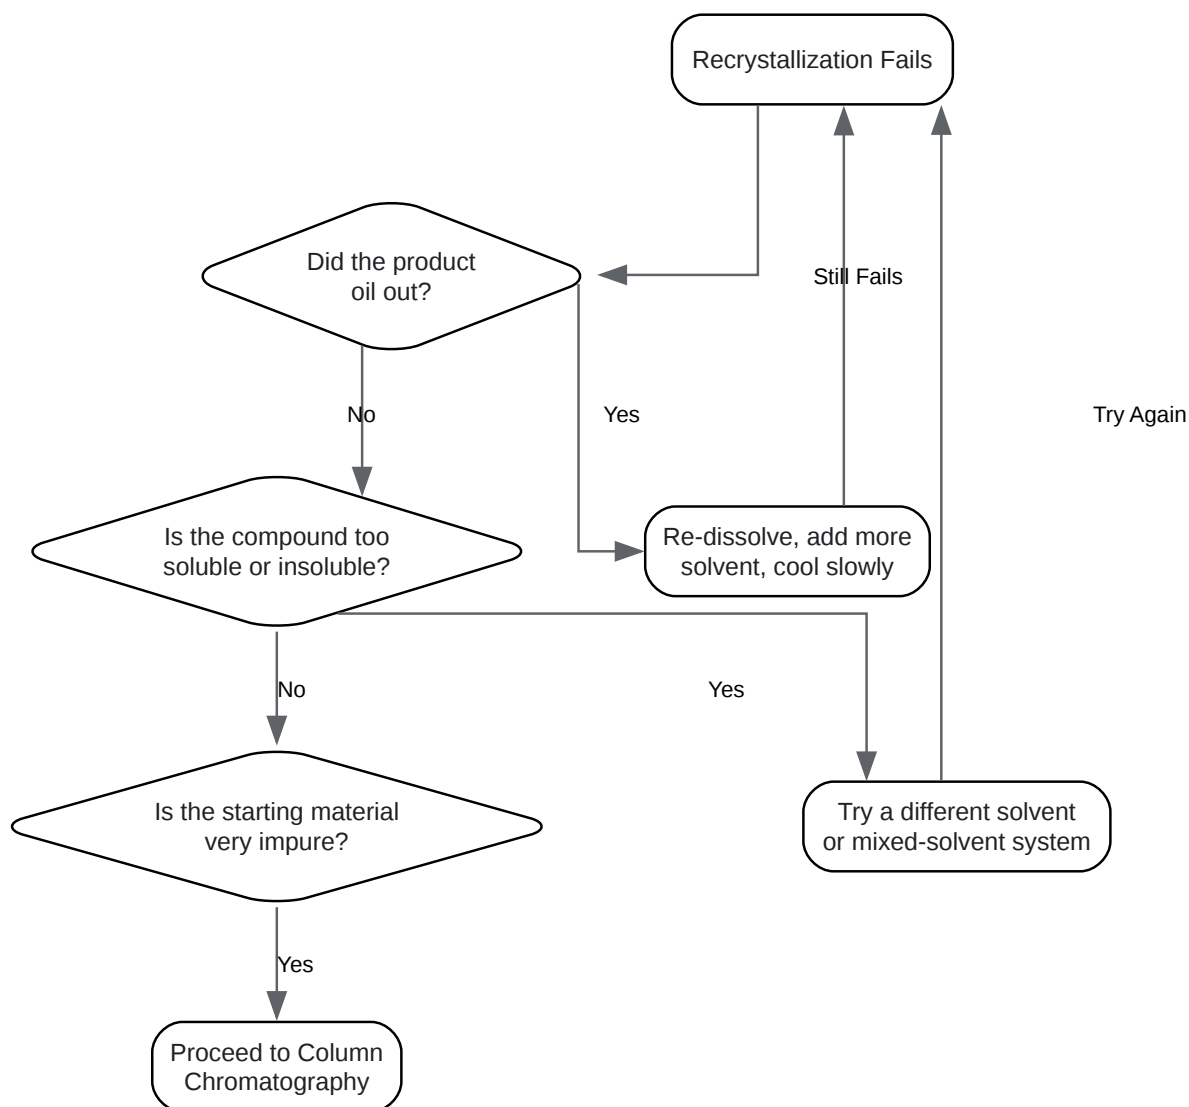 Recrystallization Fails
Did the product
oil out?
Still Fails
No
Yes
Try Again
Is the compound too
soluble or insoluble?
Re-dissolve, add more
solvent, cool slowly
No
Yes
Is the starting material
very impure?
Try a different solvent
or mixed-solvent system
Yes
Proceed to Column
Chromatography